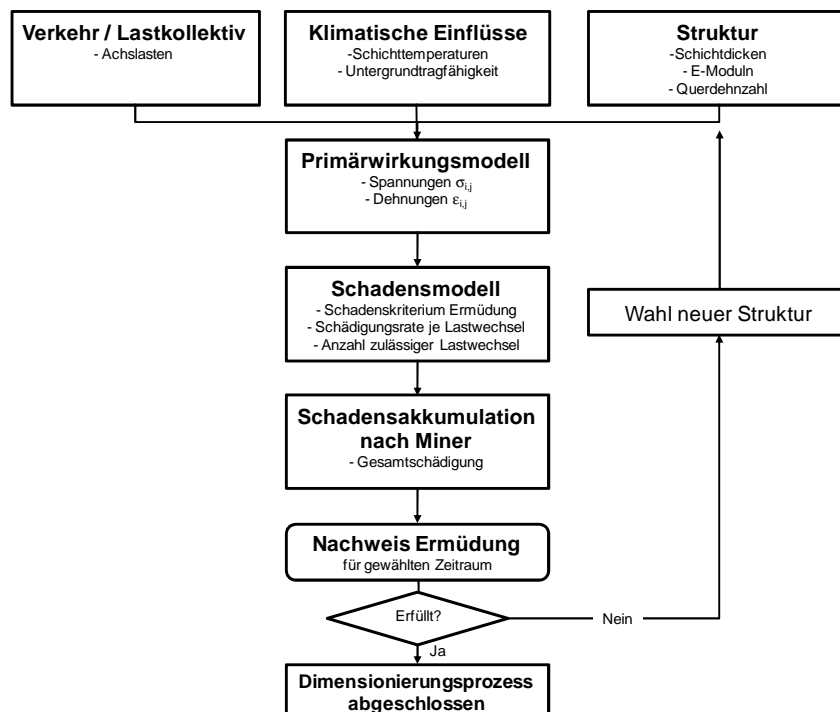 Verkehr / Lastkollektiv
- Achslasten
Klimatische Einflüsse
-Schichttemperaturen
- Untergrundtragfähigkeit
Struktur
-Schichtdicken
- E-Moduln
- Querdehnzahl
Primärwirkungsmodell
- Spannungen σi,j
- Dehnungen εi,j
Schadensmodell
- Schadenskriterium Ermüdung
- Schädigungsrate je Lastwechsel
- Anzahl zulässiger Lastwechsel
Wahl neuer Struktur
Schadensakkumulation
nach Miner
- Gesamtschädigung
Nachweis Ermüdung
für gewählten Zeitraum
Erfüllt?
Nein
Ja
Dimensionierungsprozess
abgeschlossen